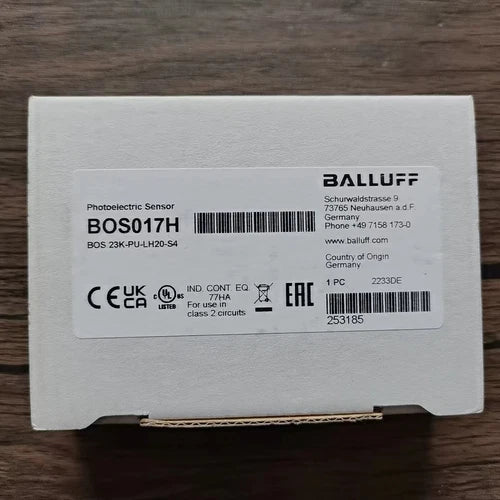 BALLUFF
Photoelectric Sensor
BOS017H
BOS 23K-PU-LH20-S4
Schurwaldstrasse 9
73765 Neuhausen a.d.F.
Germany
Phone +49 7158 173-0
www.balluff.com
Country of Origin
Germany
1 PC 2233DE
253185
CE UK
CA
C UL US
LISTED
IND. CONT. EQ.
77HA
For use in
class 2 circuits
EAC